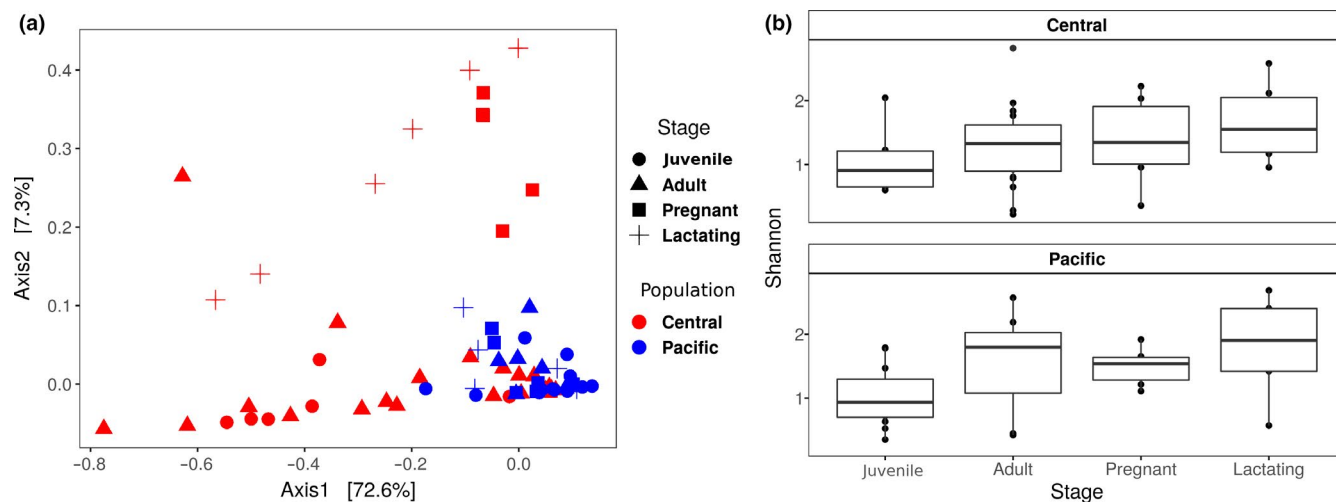 (a)
0.4
0.3
0.2
0.1
0.0
Axis2 [7.3%]
−0.8 −0.6 −0.4 −0.2 0.0
Axis1 [72.6%]
Stage
Juvenile
Adult
Pregnant
Lactating
Population
Central
Pacific
(b)
Central
2
1
Shannon
Pacific
2
1
Juvenile Adult Pregnant Lactating
Stage